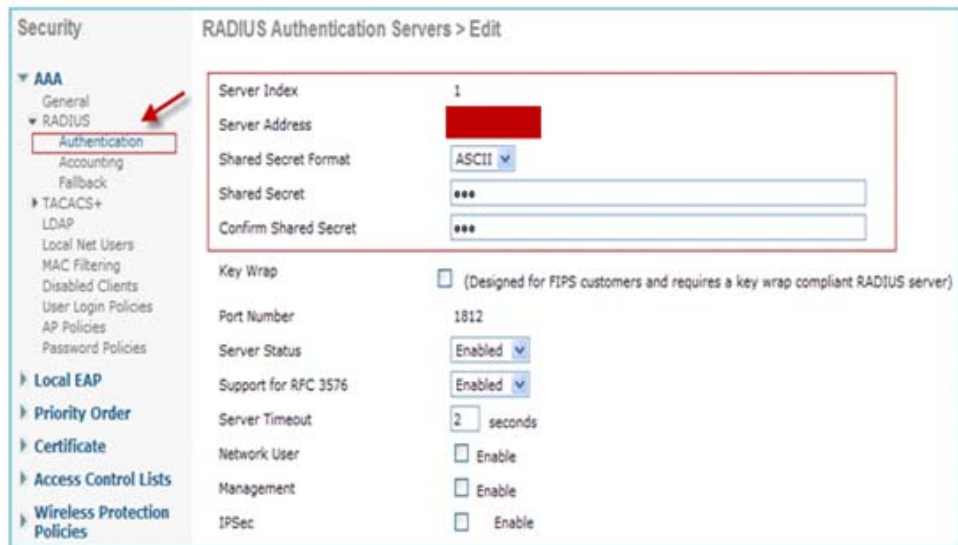 Security
AAA
General
RADIUS
Authentication
Accounting
Fallback
TACACS+
LDAP
Local Net Users
MAC Filtering
Disabled Clients
User Login Policies
AP Policies
Password Policies
Local EAP
Priority Order
Certificate
Access Control Lists
Wireless Protection
Policies
RADIUS Authentication Servers > Edit
Server Index 1
Server Address
Shared Secret Format ASCII
Shared Secret •••
Confirm Shared Secret •••
Key Wrap (Designed for FIPS customers and requires a key wrap compliant RADIUS server)
Port Number 1812
Server Status Enabled
Support for RFC 3576 Enabled
Server Timeout 2 seconds
Network User Enable
Management Enable
IPSec Enable